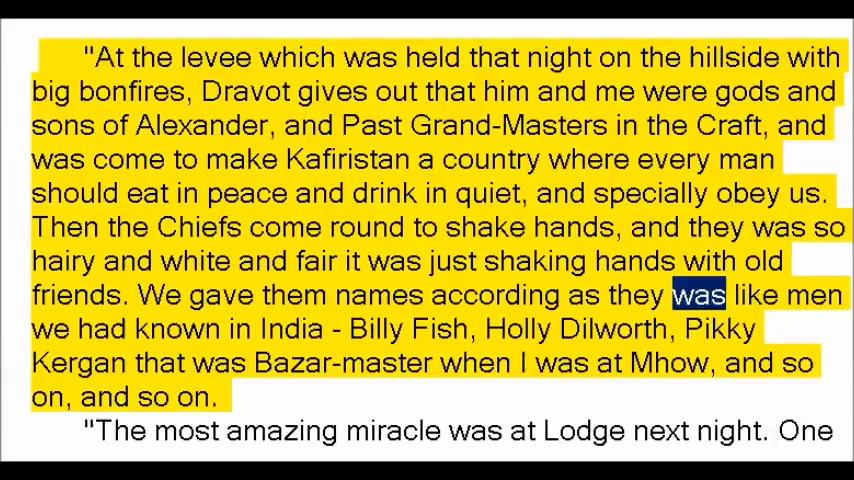 "At the levee which was held that night on the hillside with
big bonfires, Dravot gives out that him and me were gods and
sons of Alexander, and Past Grand-Masters in the Craft, and
was come to make Kafiristan a country where every man
should eat in peace and drink in quiet, and specially obey us.
Then the Chiefs come round to shake hands, and they was so
hairy and white and fair it was just shaking hands with old
friends. We gave them names according as they was like men
we had known in India - Billy Fish, Holly Dilworth, Pikky
Kergan that was Bazar-master when I was at Mhow, and so
on, and so on.
"The most amazing miracle was at Lodge next night. One